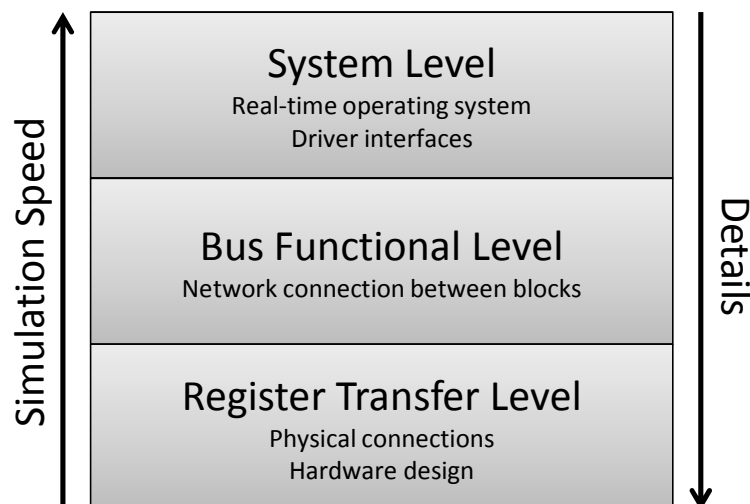 System Level
Real-time operating system
Driver interfaces
Bus Functional Level
Network connection between blocks
Register Transfer Level
Physical connections
Hardware design
Simulation Speed
Details